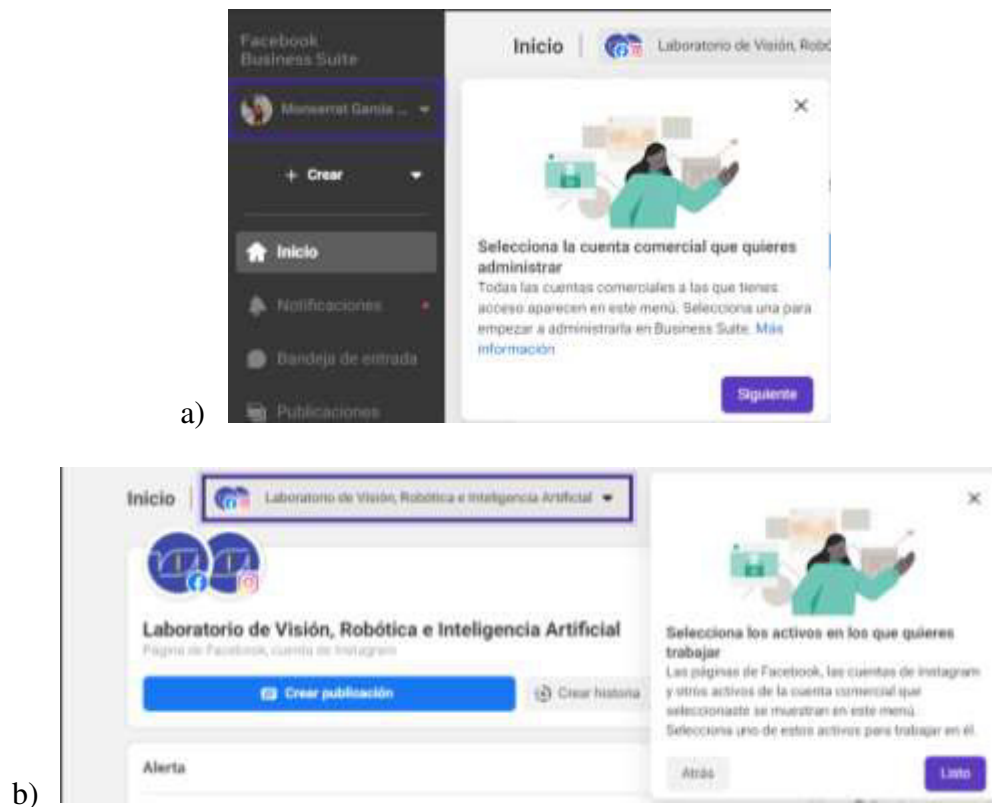 Facebook
Business Suite
Monserrat García ...
+ Crear
Inicio
Notificaciones
Bandeja de entrada
Publicaciones
Inicio
Laboratorio de Visión, Robó
Selecciona la cuenta comercial que quieres
administrar
Todas las cuentas comerciales a las que tienes
acceso aparecen en este menú. Selecciona una para
empezar a administrarla en Business Suite. Más
información
Siguiente
a)
Inicio
Laboratorio de Visión, Robótica e Inteligencia Artificial
Laboratorio de Visión, Robótica e Inteligencia Artificial
Página de Facebook, cuenta de Instagram
Crear publicación
Crear historia
Alerta
Selecciona los activos en los que quieres
trabajar
Las páginas de Facebook, las cuentas de Instagram
y otros activos de la cuenta comercial que
seleccionaste se muestran en este menú.
Selecciona uno de estos activos para trabajar en él.
Atrás
Listo
b)